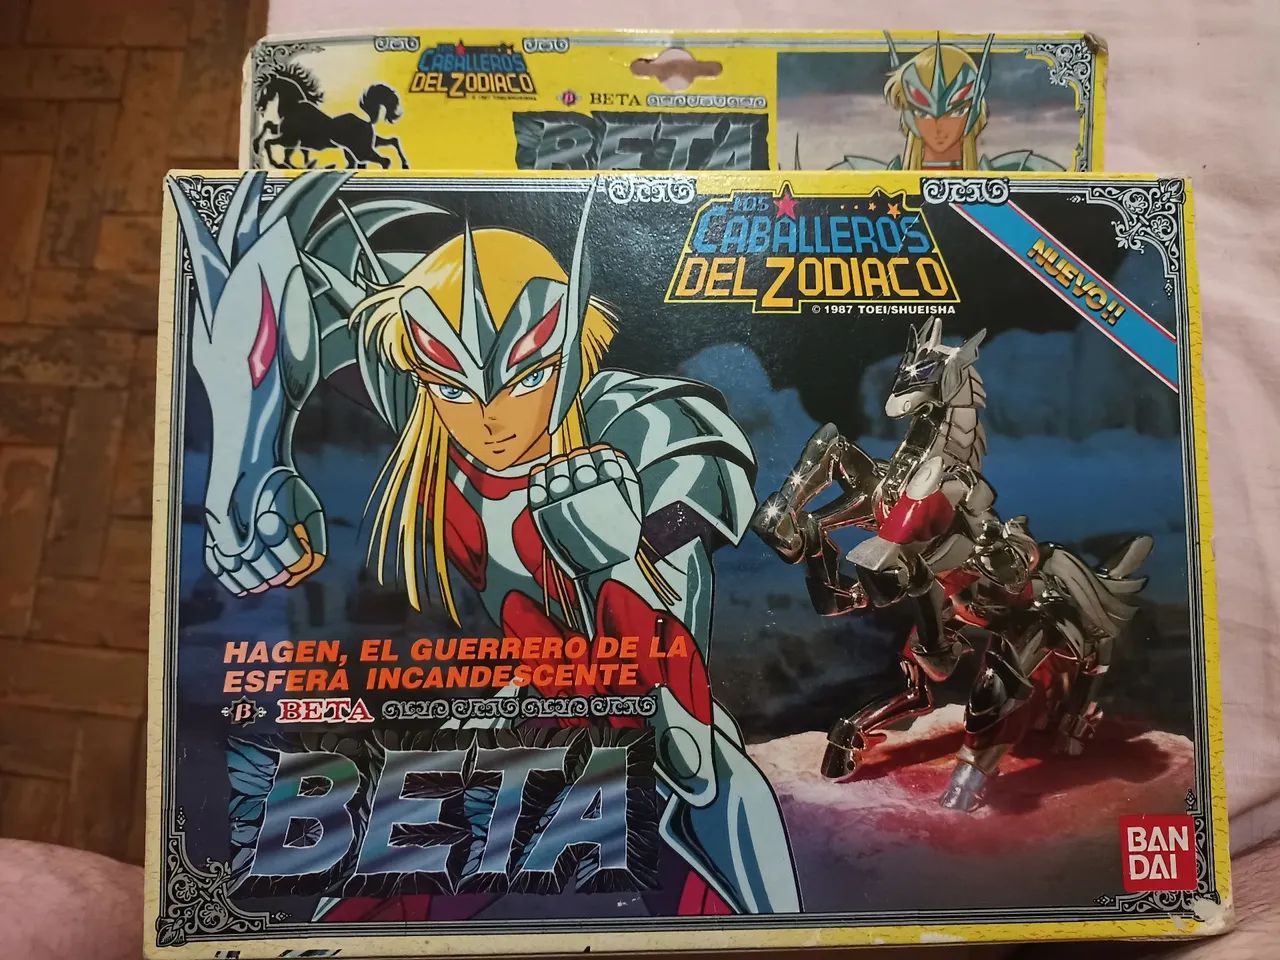 LOS
CABALLEROS
DEL ZODIACO
© 1987 TOEI/SHUEISHA
β BETA
BETA
LOS
CABALLEROS
DEL ZODIACO
© 1987 TOEI/SHUEISHA
NUEVO!!
HAGEN, EL GUERRERO DE LA
ESFERA INCANDESCENTE
β BETA
BETA
BAN
DAI